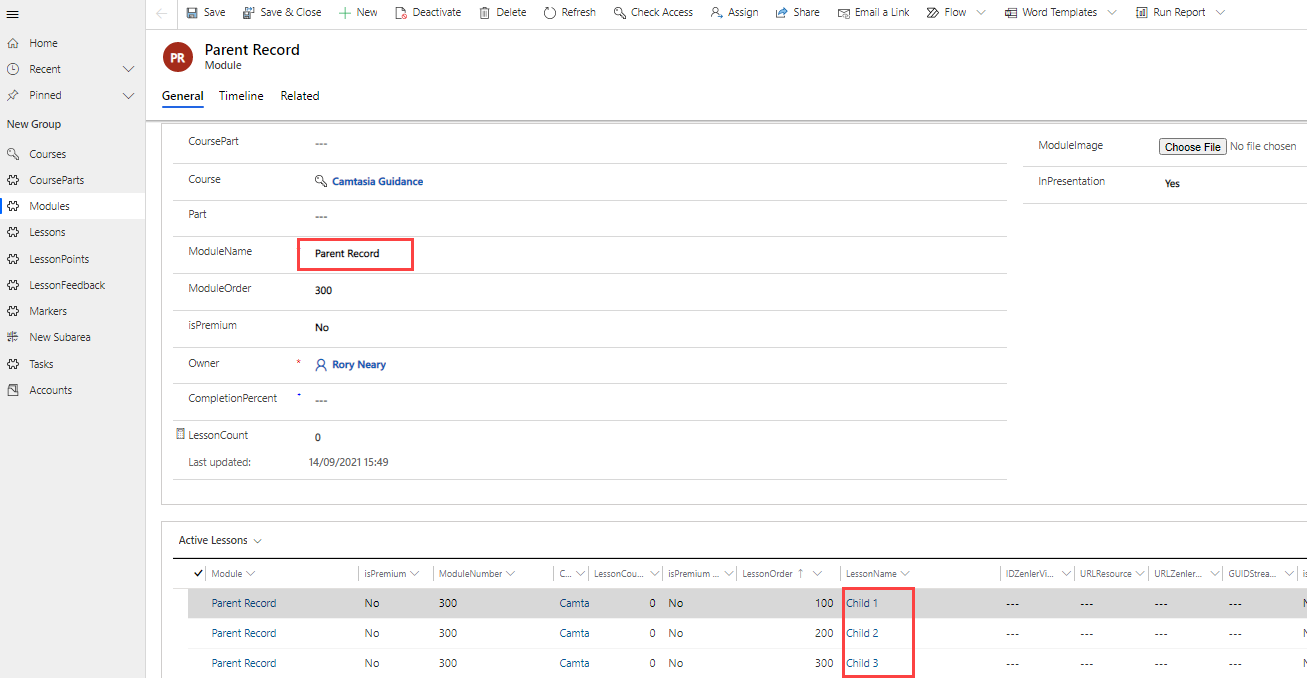 Save Save & Close New Deactivate Delete Refresh Check Access Assign Share Email a Link Flow Word Templates Run Report
Home
Recent
Pinned
New Group
Courses
CourseParts
Modules
Lessons
LessonPoints
LessonFeedback
Markers
New Subarea
Tasks
Accounts
PR
Parent Record
Module
General Timeline Related
CoursePart ---
Course Camtasia Guidance
Part ---
ModuleName Parent Record
ModuleOrder 300
isPremium No
Owner * Rory Neary
CompletionPercent ---
LessonCount 0
Last updated: 14/09/2021 15:49
ModuleImage Choose File No file chosen
InPresentation Yes
Active Lessons
Module isPremium ModuleNumber C... LessonCou... isPremium ... LessonOrder LessonName IDZenlerVi... URLResource URLZenler... GUIDStrea...
Parent Record No 300 Camta 0 No 100 Child 1 --- --- --- ---
Parent Record No 300 Camta 0 No 200 Child 2 --- --- --- ---
Parent Record No 300 Camta 0 No 300 Child 3 --- --- --- ---